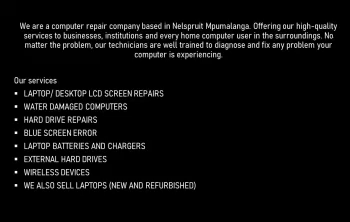 We are a computer repair company based in Nelspruit Mpumalanga. Offering our high-quality
services to businesses, institutions and every home computer user in the surroundings. No
matter the problem, our technicians are well trained to diagnose and fix any problem your
computer is experiencing.
Our services
▪ LAPTOP/ DESKTOP LCD SCREEN REPAIRS
▪ WATER DAMAGED COMPUTERS
▪ HARD DRIVE REPAIRS
▪ BLUE SCREEN ERROR
▪ LAPTOP BATTERIES AND CHARGERS
▪ EXTERNAL HARD DRIVES
▪ WIRELESS DEVICES
▪ WE ALSO SELL LAPTOPS (NEW AND REFURBISHED)